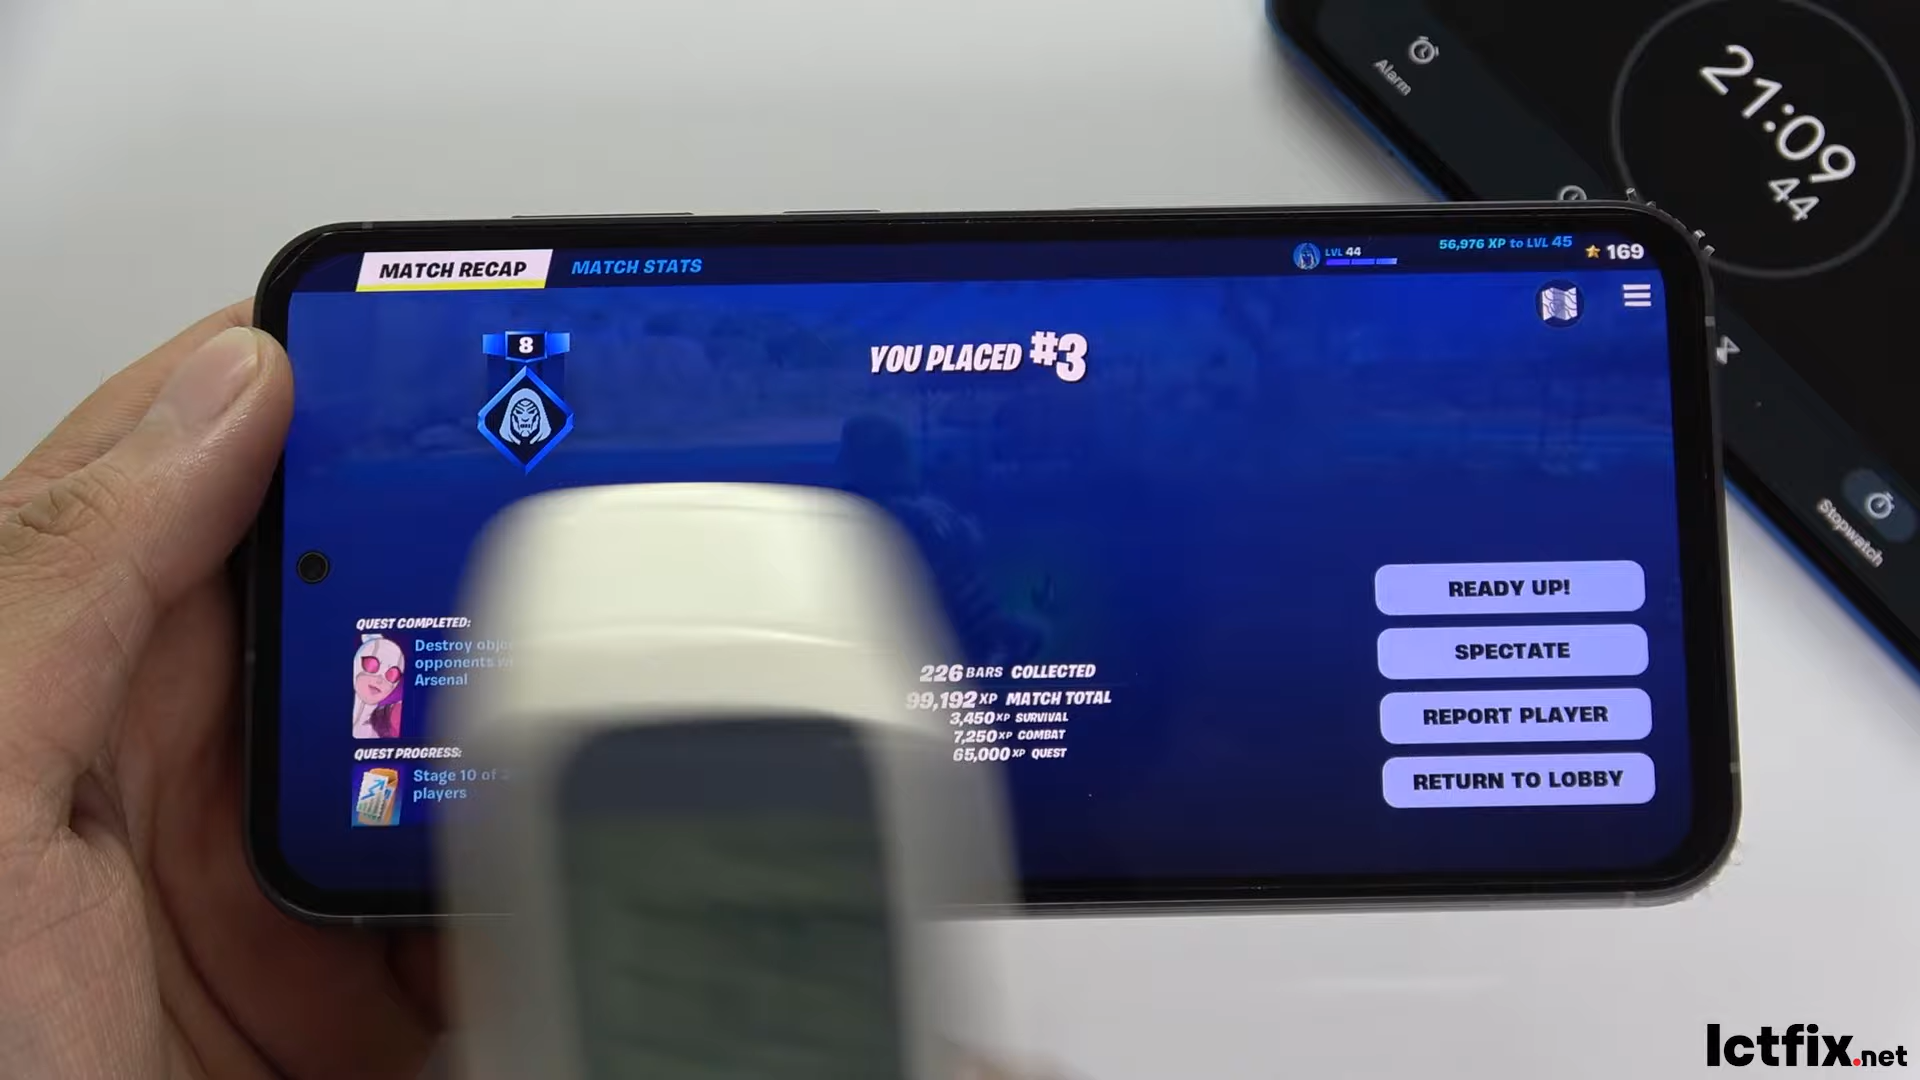 Alarm
21:09
44
Stopwatch
MATCH RECAP
MATCH STATS
LVL 44
56,976 XP to LVL 45
169
8
YOU PLACED #3
QUEST COMPLETED:
Destroy
opponents
Arsenal
QUEST PROGRESS:
Stage 10 of
players
226 BARS COLLECTED
99,192 XP MATCH TOTAL
3,450 XP SURVIVAL
7,250 XP COMBAT
65,000 XP QUEST
READY UP!
SPECTATE
REPORT PLAYER
RETURN TO LOBBY
Ictfix.net